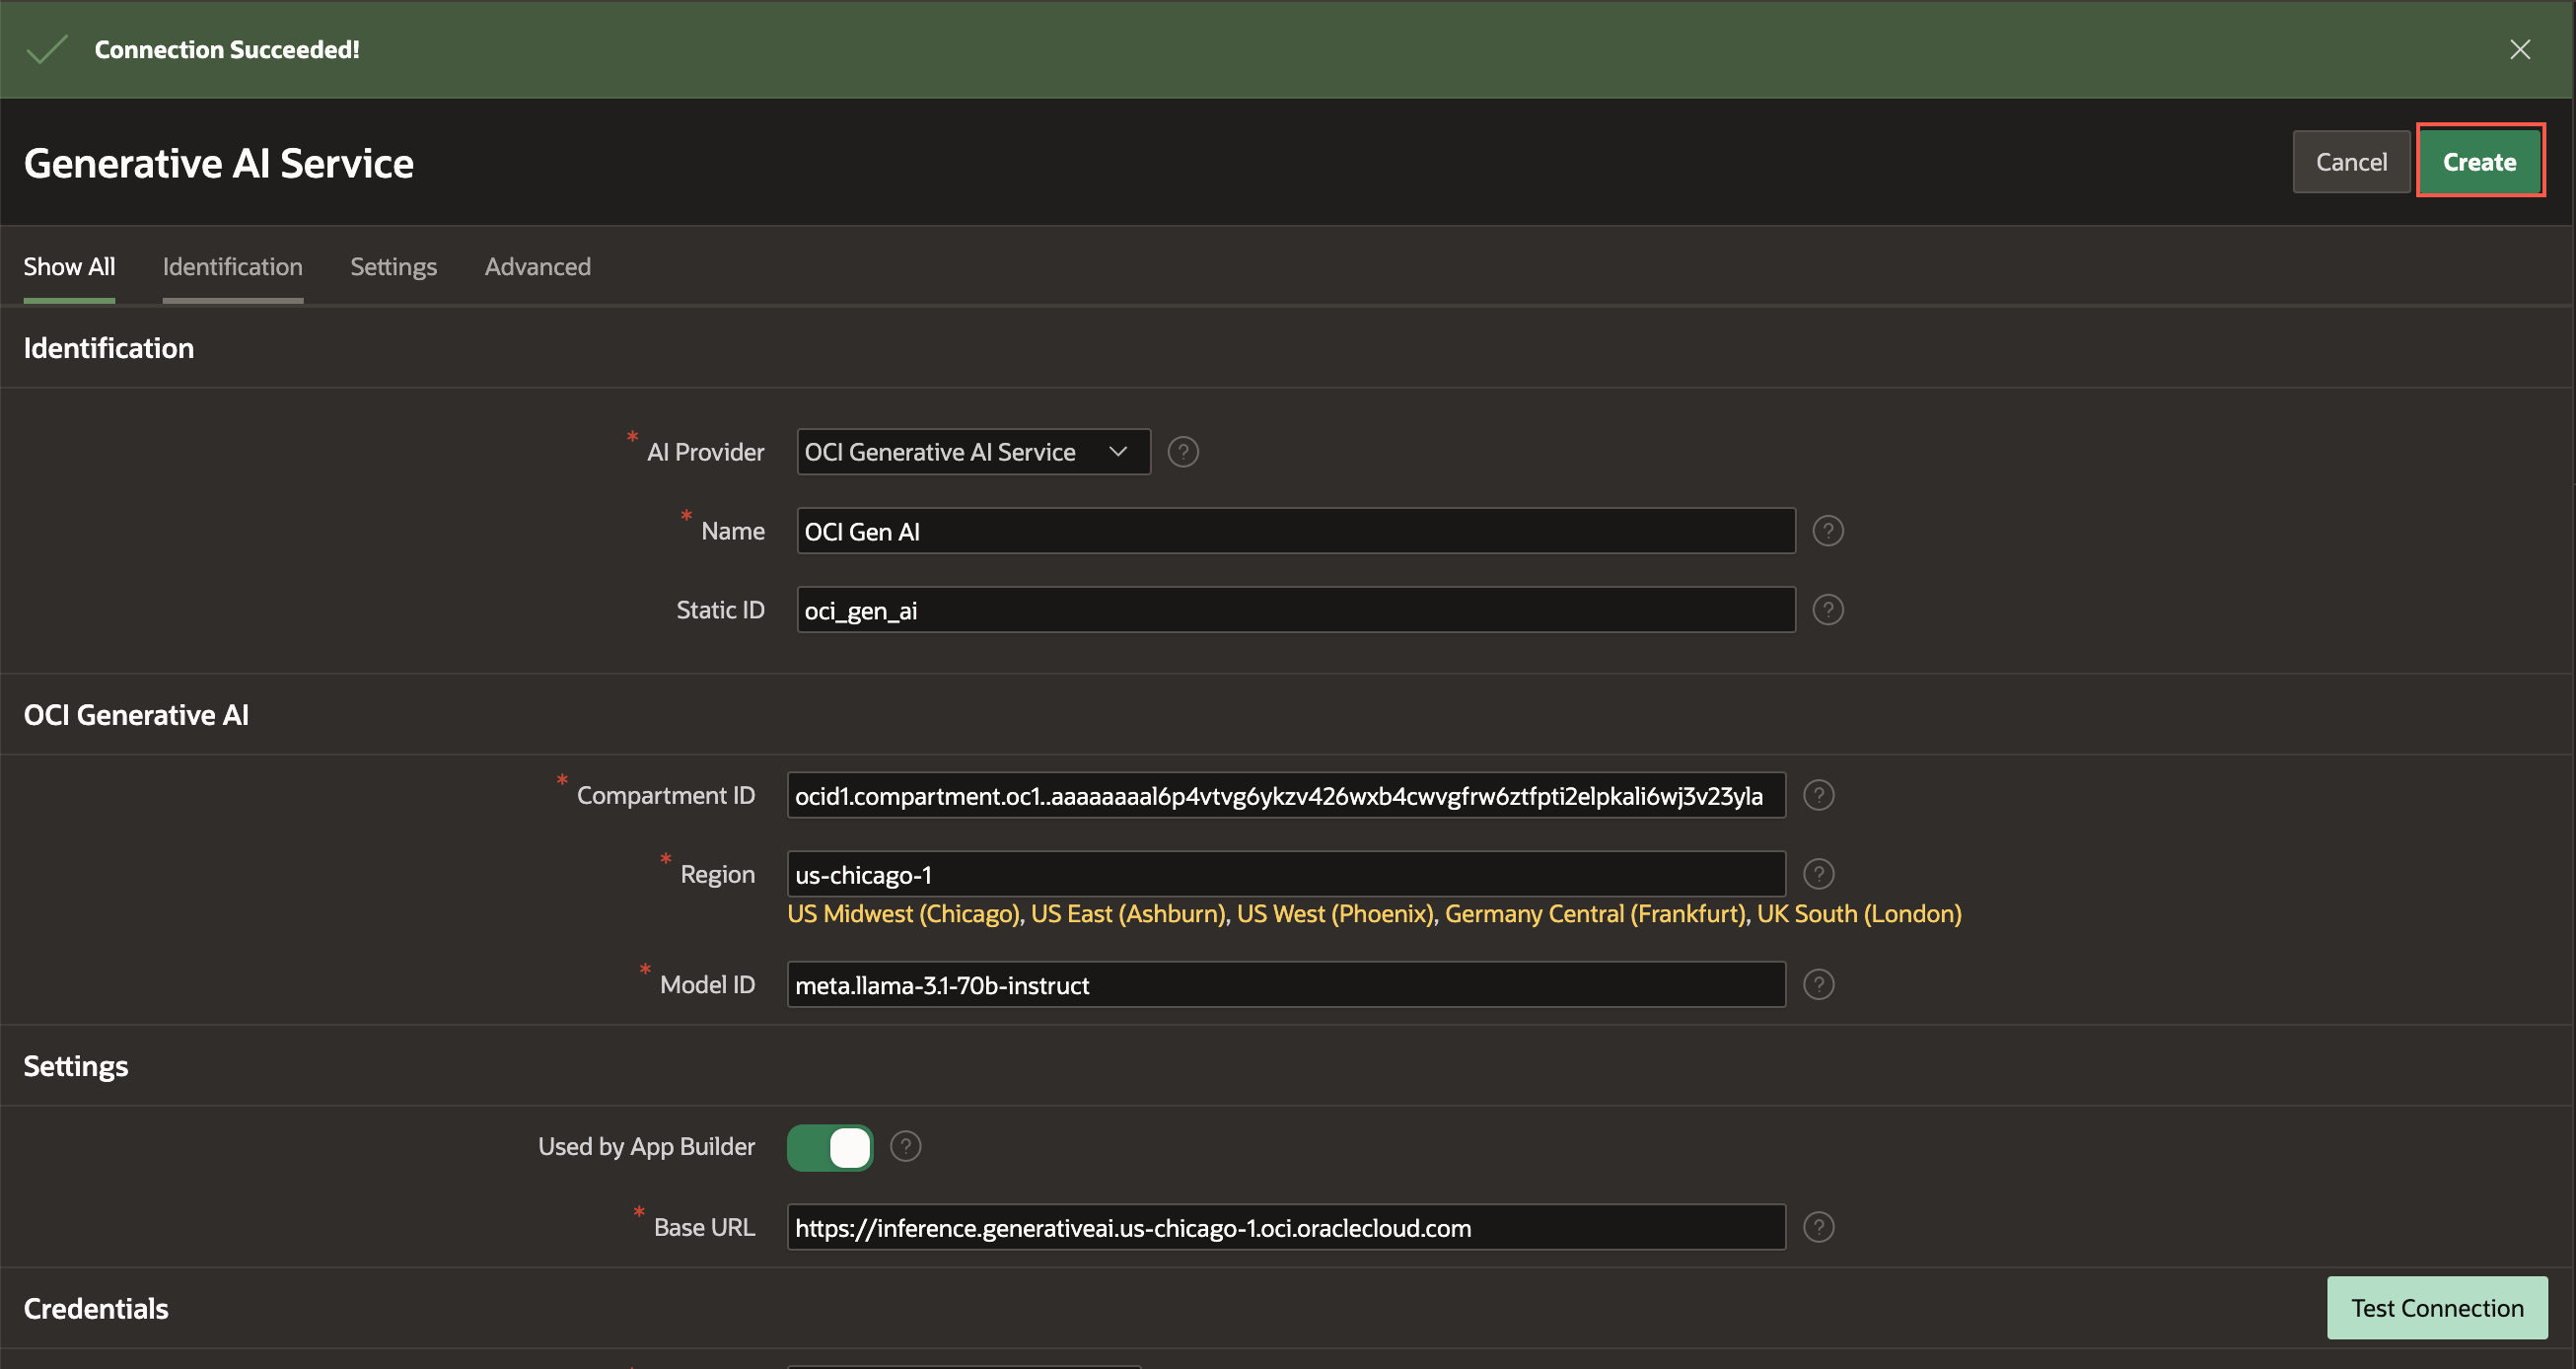 Connection Succeeded!
Generative AI Service
Cancel
Create
Show All Identification Settings Advanced
Identification
* AI Provider OCI Generative AI Service ?
* Name OCI Gen AI ?
Static ID oci_gen_ai ?
OCI Generative AI
* Compartment ID ocid1.compartment.oc1..aaaaaaaal6p4vtvg6ykzv426wxb4cwvgfrw6ztfpti2elpkali6wj3v23yla ?
* Region us-chicago-1 ?
US Midwest (Chicago), US East (Ashburn), US West (Phoenix), Germany Central (Frankfurt), UK South (London)
* Model ID meta.llama-3.1-70b-instruct ?
Settings
Used by App Builder ?
* Base URL https://inference.generativeai.us-chicago-1.oci.oraclecloud.com ?
Credentials
Test Connection